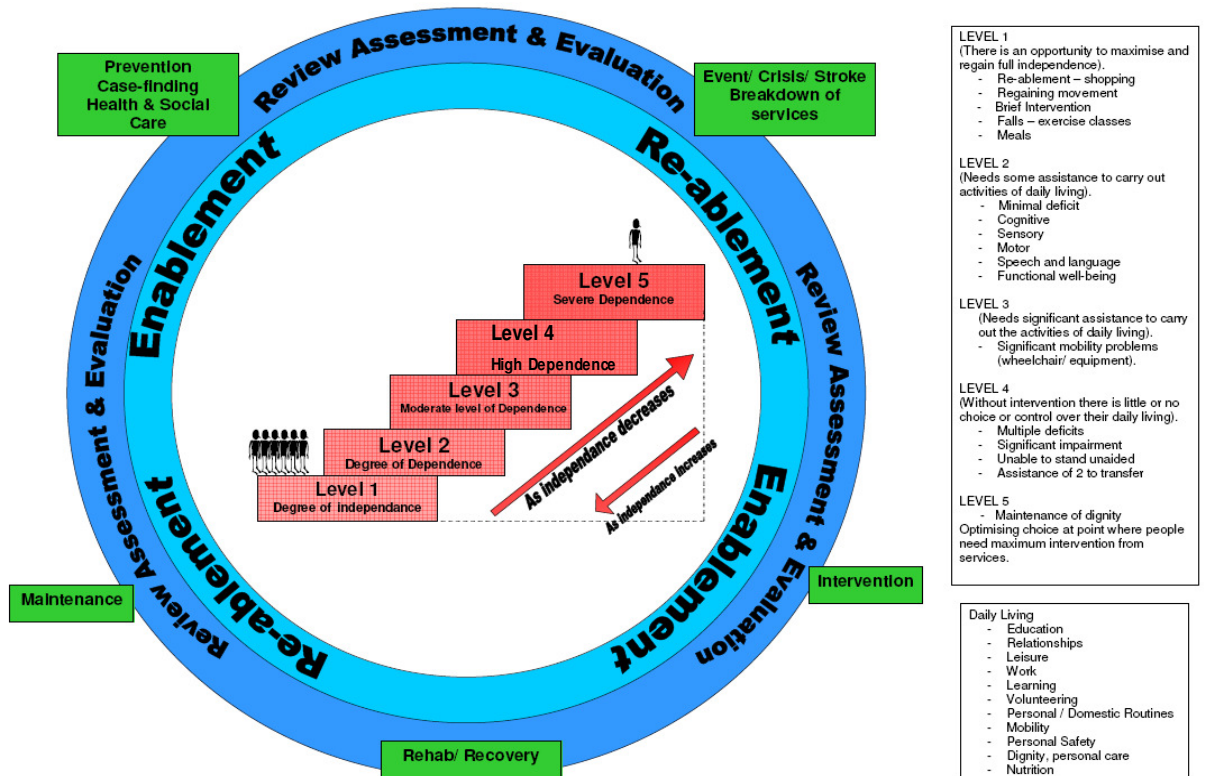 Review Assessment & Evaluation
Prevention
Case-finding
Health & Social
Care
Event/ Crisis/ Stroke
Breakdown of
services
Enablement
Re-ablement
Review Assessment & Evaluation
Review Assessment & Evaluation
Level 5
Severe Dependence
Level 4
High Dependence
Level 3
Moderate level of Dependence
Level 2
Degree of Dependence
Level 1
Degree of Independance
As independance decreases
As independance increases
Re-ablement
Enablement
Maintenance
Intervention
Rehab/ Recovery
LEVEL 1
(There is an opportunity to maximise and
regain full independence).
- Re-ablement – shopping
- Regaining movement
- Brief Intervention
- Falls – exercise classes
- Meals
LEVEL 2
(Needs some assistance to carry out
activities of daily living).
- Minimal deficit
- Cognitive
- Sensory
- Motor
- Speech and language
- Functional well-being
LEVEL 3
(Needs significant assistance to carry
out the activities of daily living).
- Significant mobility problems
(wheelchair/ equipment).
LEVEL 4
(Without intervention there is little or no
choice or control over their daily living).
- Multiple deficits
- Significant impairment
- Unable to stand unaided
- Assistance of 2 to transfer
LEVEL 5
- Maintenance of dignity
Optimising choice at point where people
need maximum intervention from
services.
Daily Living
- Education
- Relationships
- Leisure
- Work
- Learning
- Volunteering
- Personal / Domestic Routines
- Mobility
- Personal Safety
- Dignity, personal care
- Nutrition